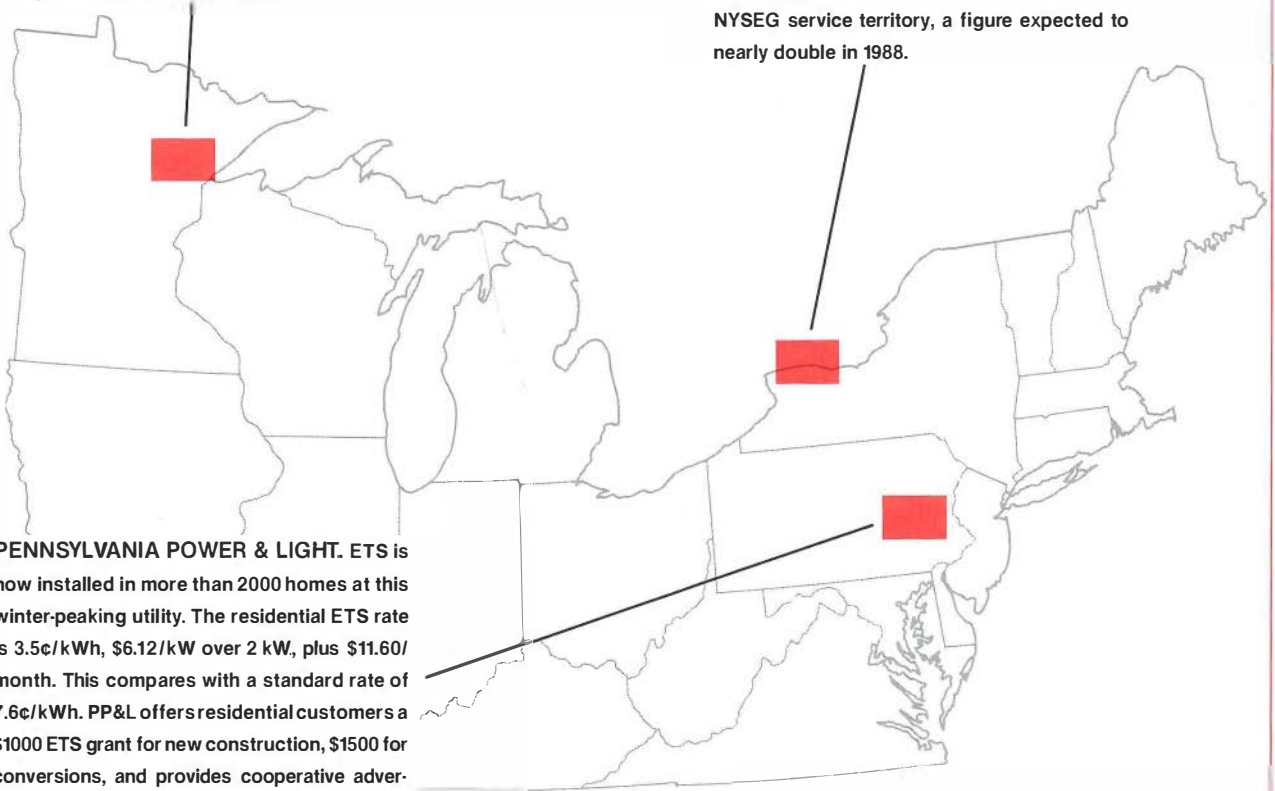 NYSEG service territory, a figure expected to
nearly double in 1988.
PENNSYLVANIA POWER & LIGHT. ETS is
now installed in more than 2000 homes at this
winter-peaking utility. The residential ETS rate
is 3.5¢/kWh, $6.12/kW over 2 kW, plus $11.60/
month. This compares with a standard rate of
7.6¢/kWh. PP&L offers residential customers a
$1000 ETS grant for new construction, $1500 for
conversions, and provides cooperative adver-